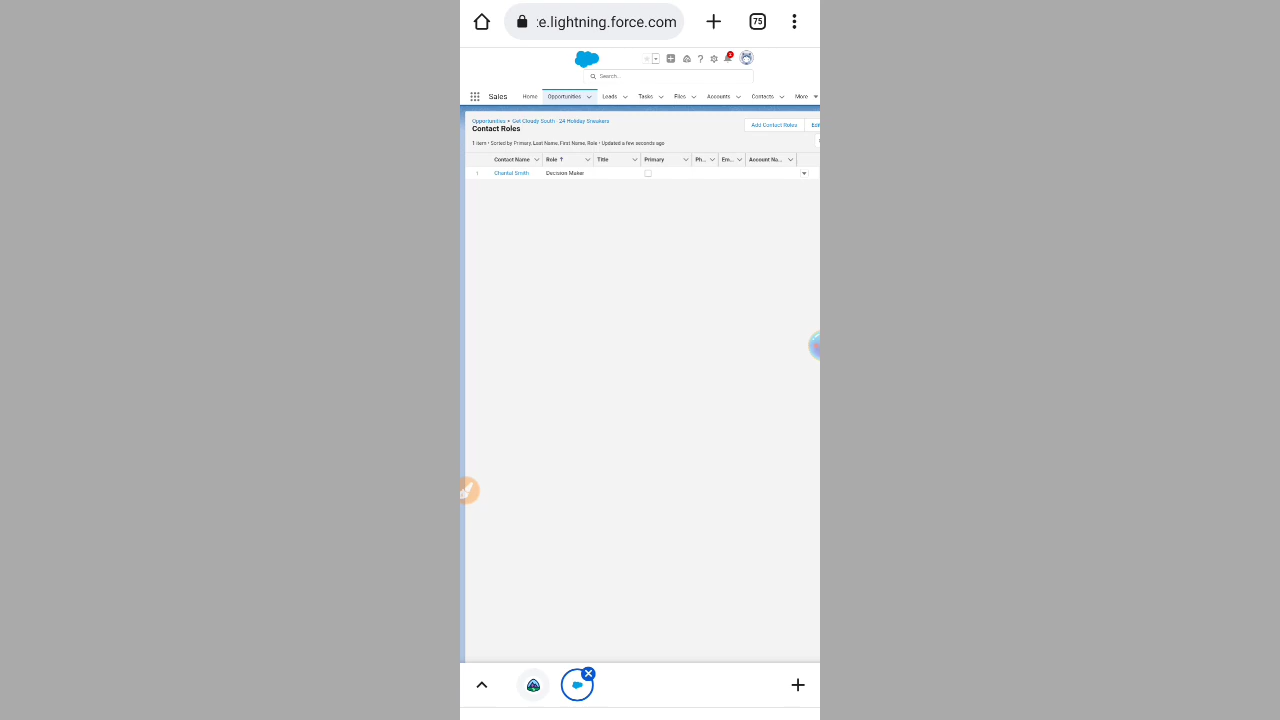 :e.lightning.force.com
75
Search...
Sales
Home
Opportunities
Leads
Tasks
Files
Accounts
Contacts
More
Opportunities > Get Cloudy South - 24 Holiday Sneakers
Contact Roles
Add Contact Roles
1 item • Sorted by Primary, Last Name, First Name, Role • Updated a few seconds ago
Contact Name
Role ↑
Title
Primary
Ph...
Em...
Account Na...
1
Chantal Smith
Decision Maker